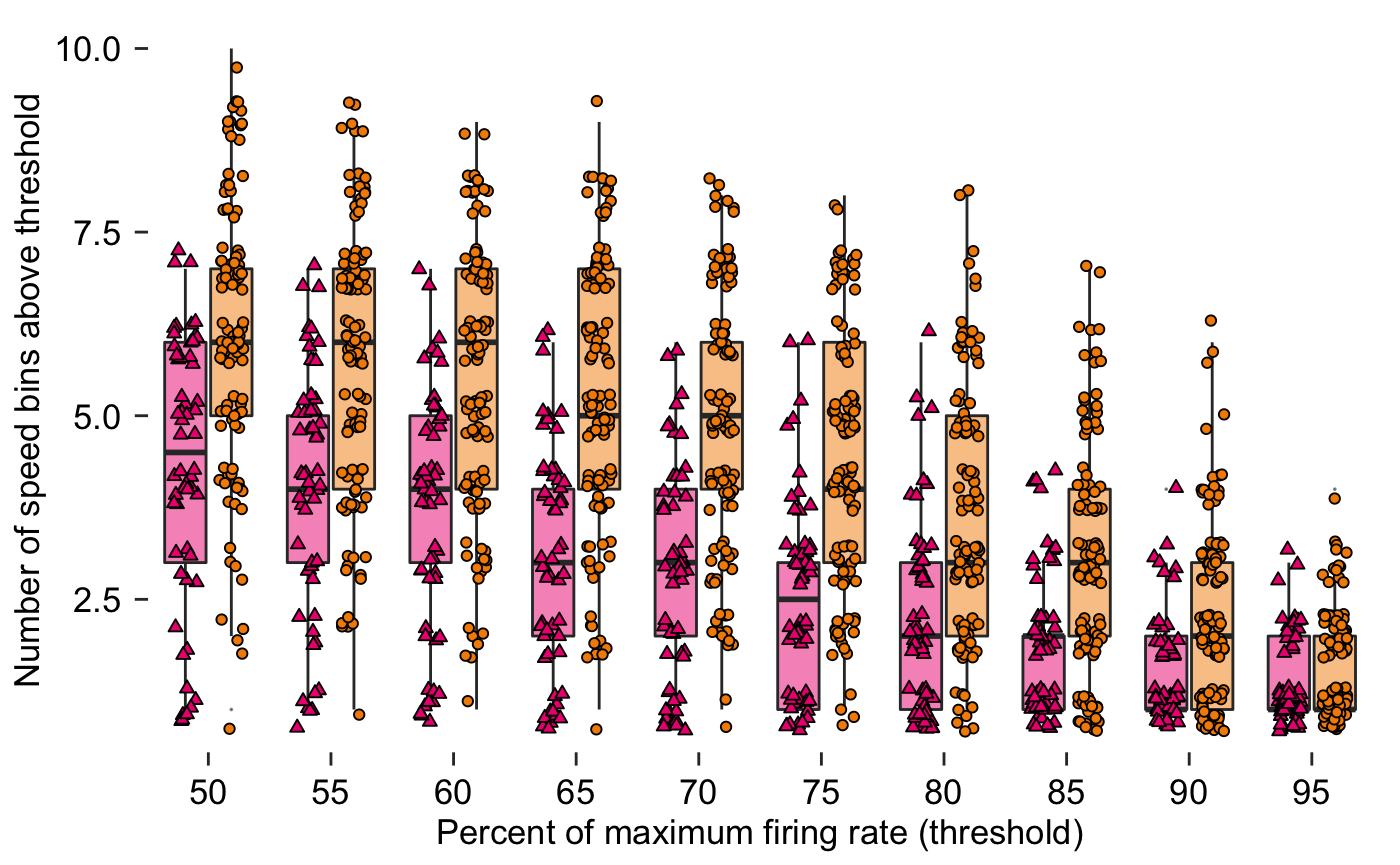 Number of speed bins above threshold
10.0
7.5
5.0
2.5
50 55 60 65 70 75 80 85 90 95
Percent of maximum firing rate (threshold)